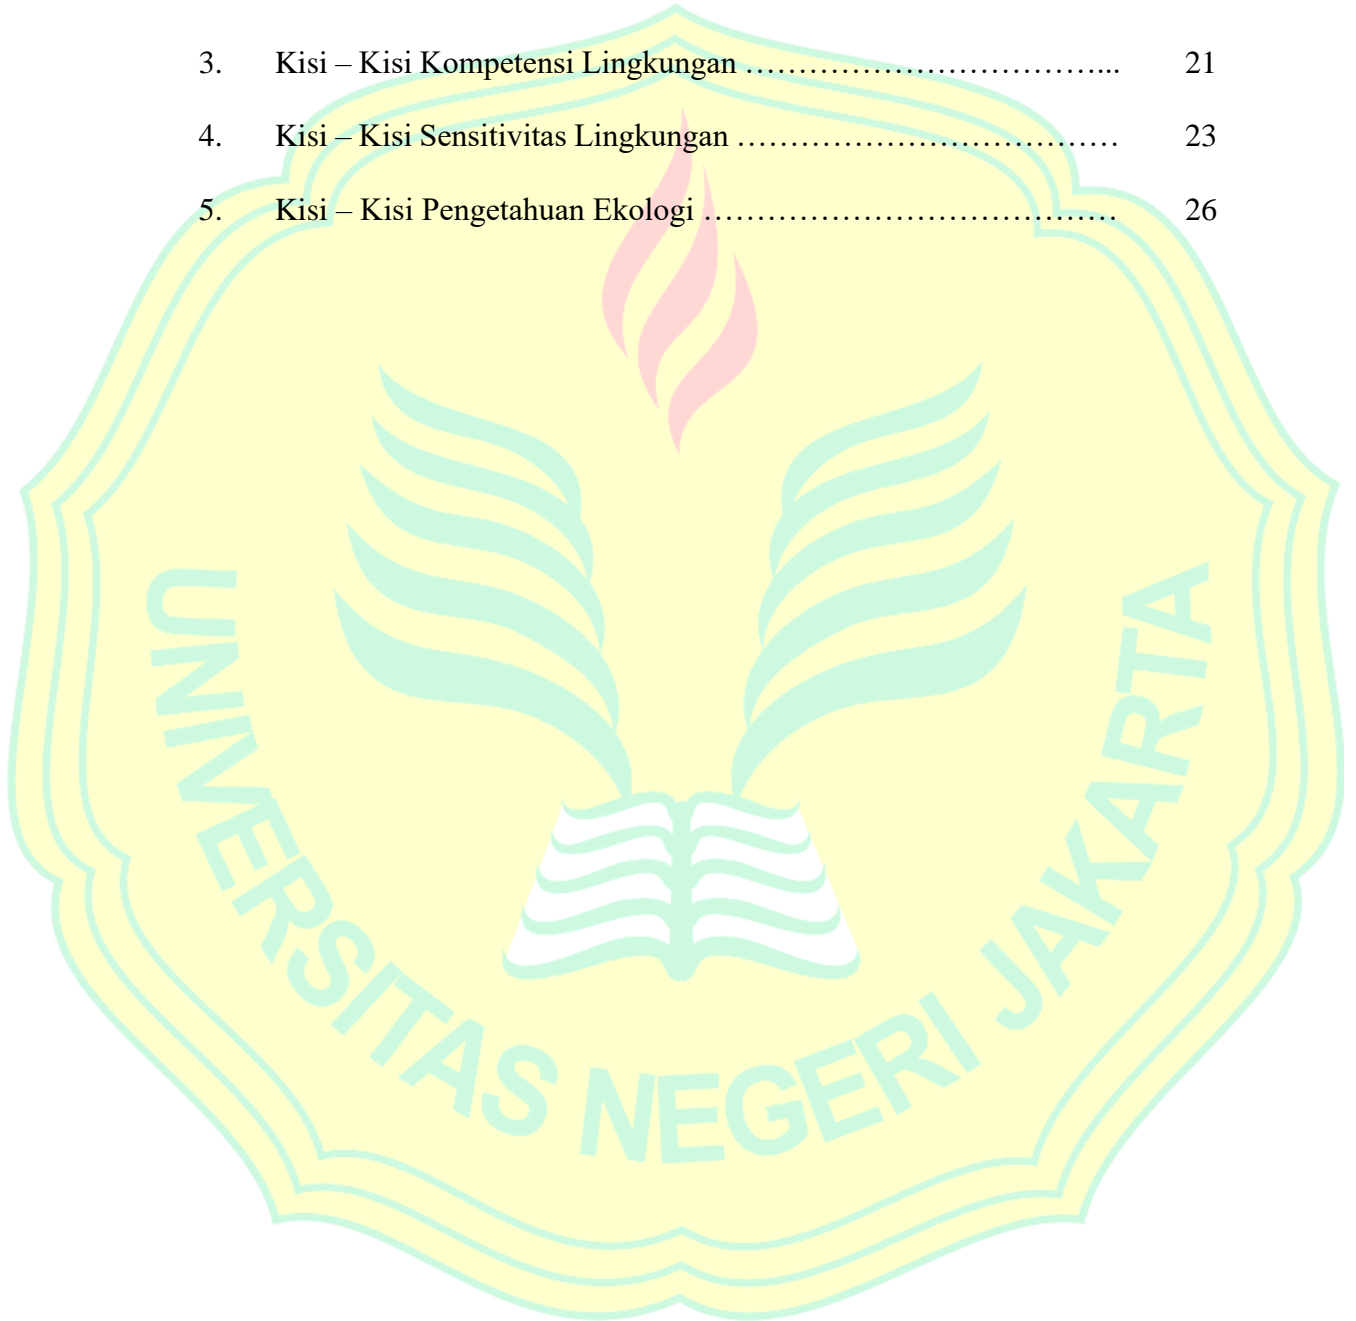 3. Kisi – Kisi Kompetensi Lingkungan ………………………………... 21
4. Kisi – Kisi Sensitivitas Lingkungan ……………………………… 23
5. Kisi – Kisi Pengetahuan Ekologi ………………………………… 26
UNIVERSITAS NEGERI JAKARTA